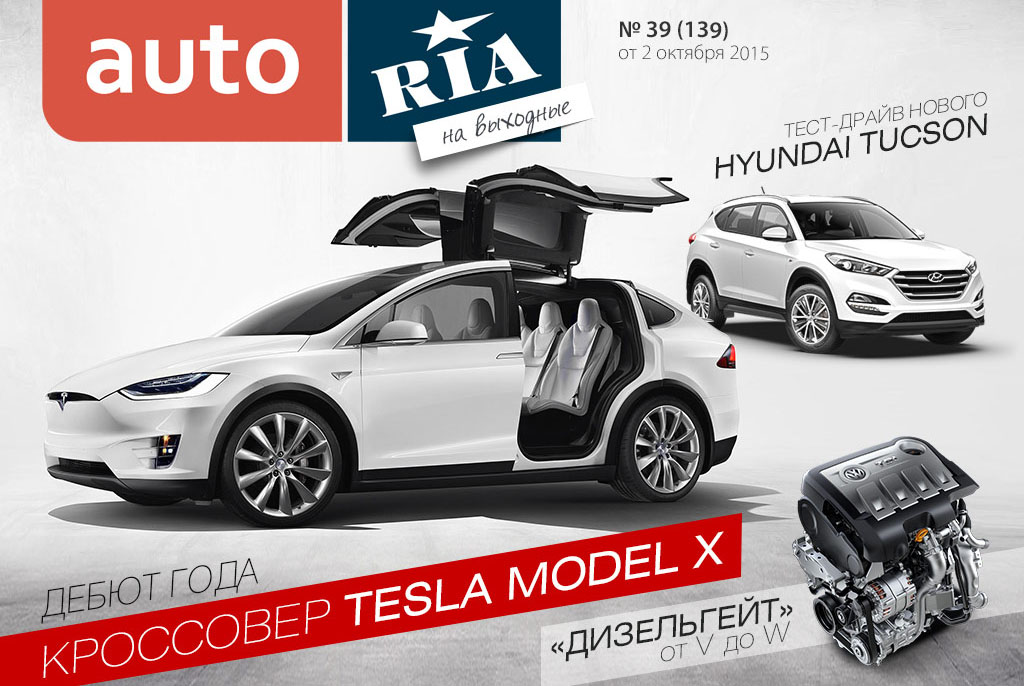 auto
RIA
на выходные
№ 39 (139)
от 2 октября 2015
ТЕСТ-ДРАЙВ НОВОГО
HYUNDAI TUCSON
ДЕБЮТ ГОДА
КРОССОВЕР TESLA MODEL X
«ДИЗЕЛЬГЕЙТ»
от V до W